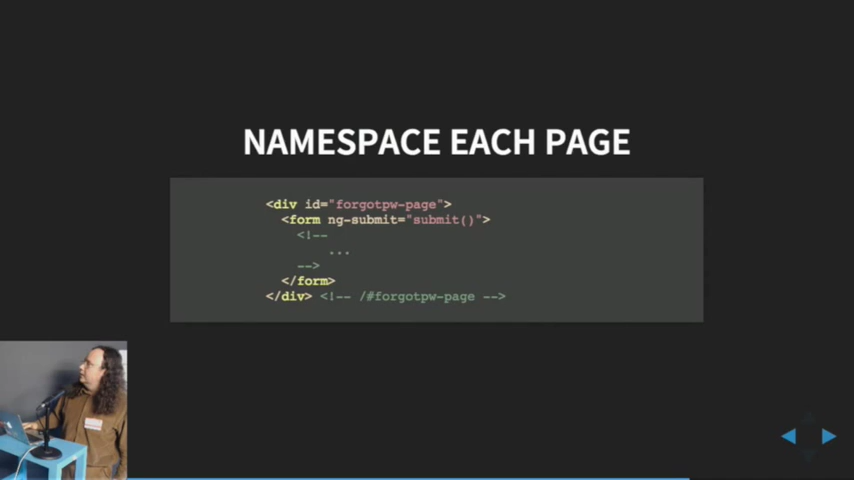 NAMESPACE EACH PAGE
<div id="forgotpw-page">
<form ng-submit="submit()">
<!--
...
-->
</form>
</div> <!-- /#forgotpw-page -->